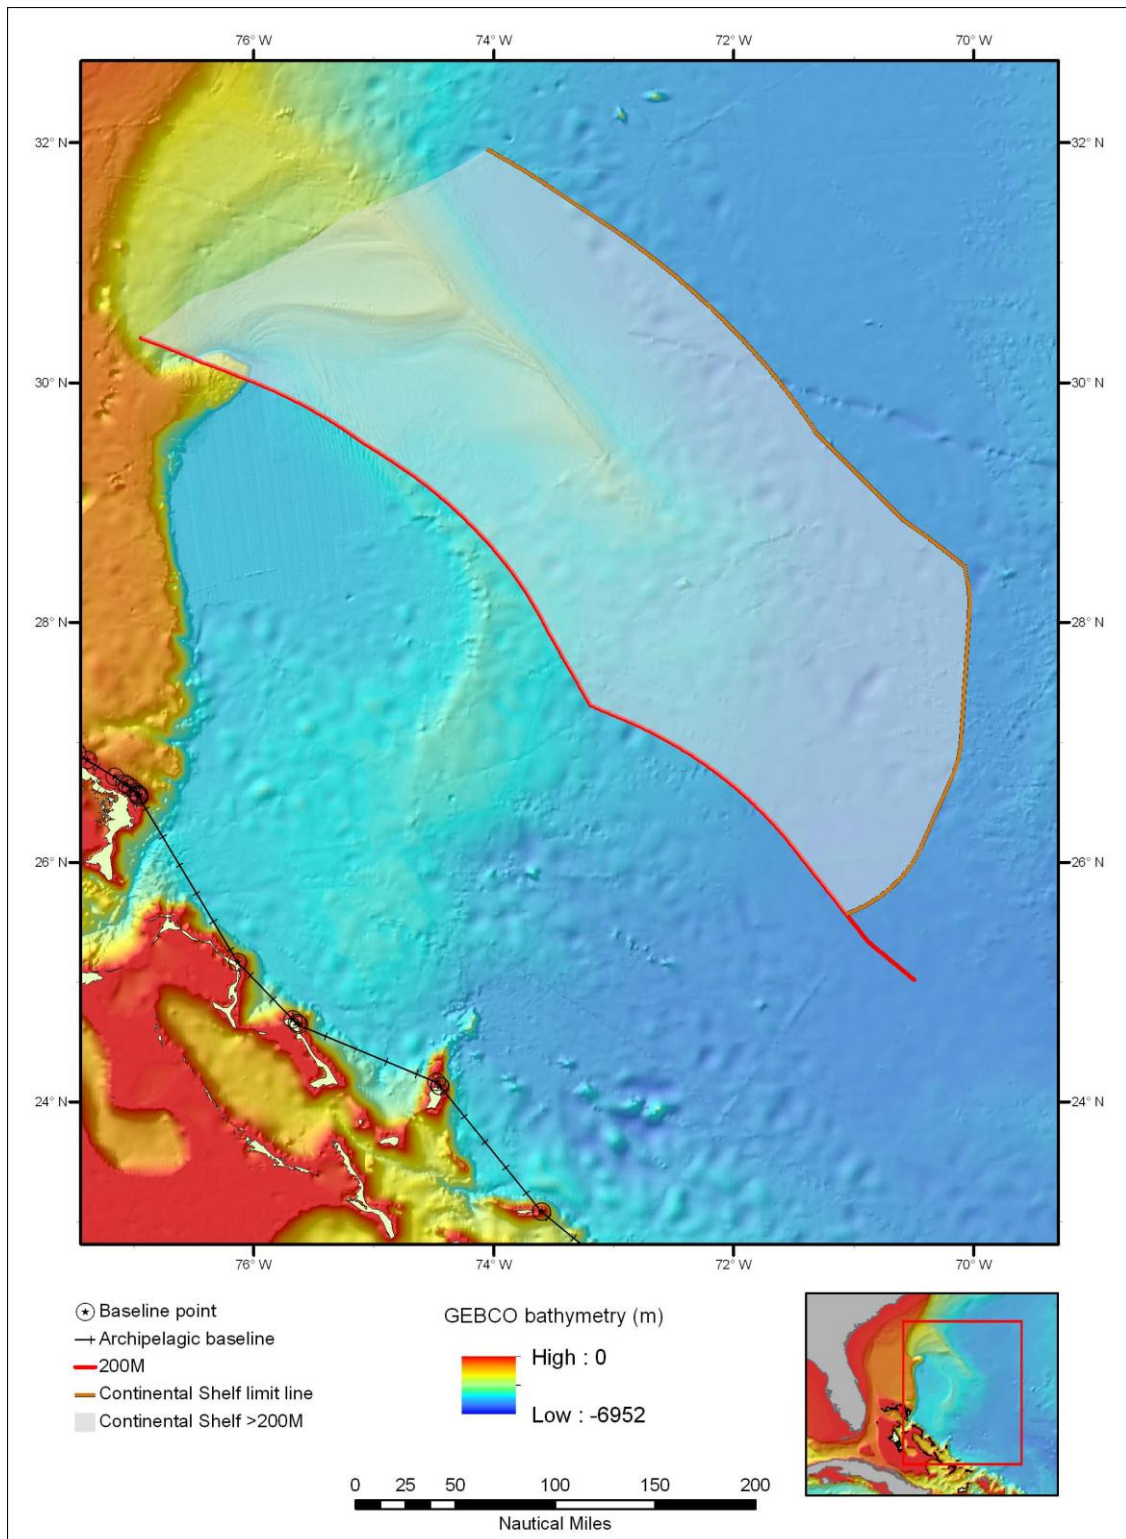 76° W 74° W 72° W 70° W
32° N 32° N
30° N 30° N
28° N 28° N
26° N 26° N
24° N 24° N
76° W 74° W 72° W 70° W
Baseline point
Archipelagic baseline
200M
Continental Shelf limit line
Continental Shelf >200M
GEBCO bathymetry (m)
High : 0
Low : -6952
0 25 50 100 150 200
Nautical Miles